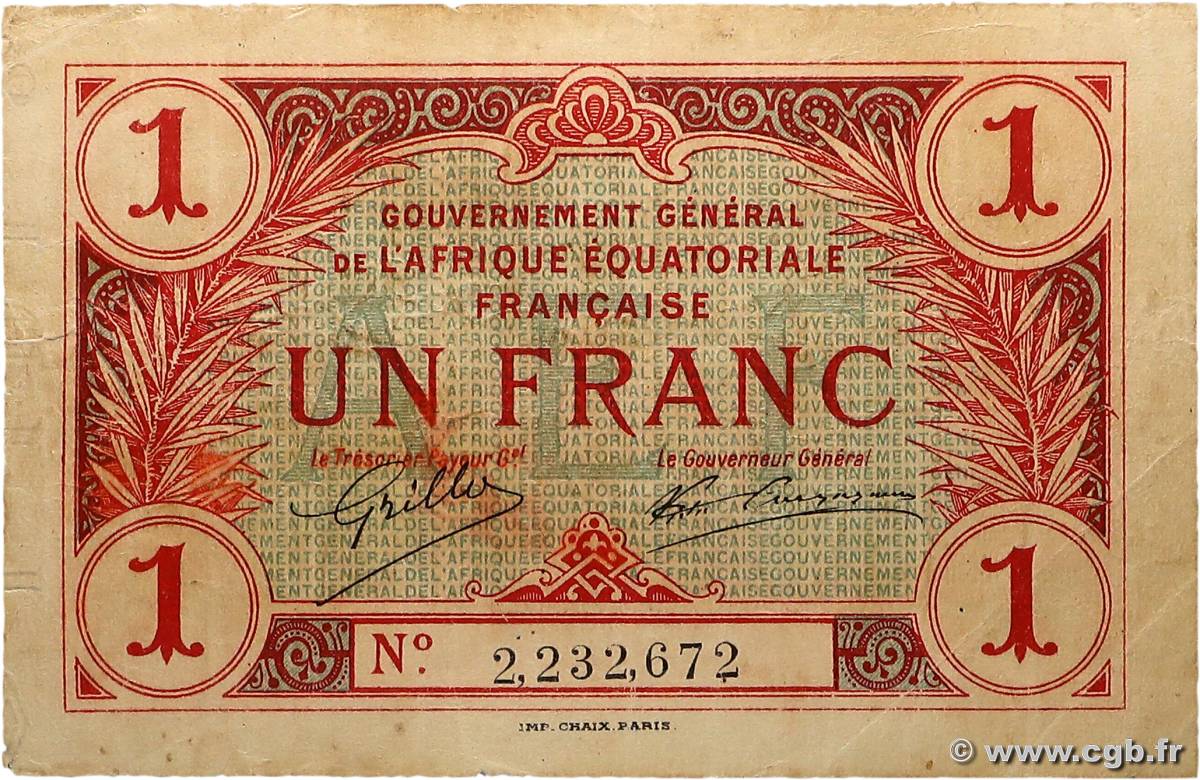 1 1
GOUVERNEMENT GÉNÉRAL
DE L'AFRIQUE ÉQUATORIALE
FRANÇAISE
AEF
UN FRANC
Le Trésorier-Payeur Gal Le Gouverneur Général
1 1
No. 2,232,672
IMP. CHAIX. PARIS.
© www.cgb.fr